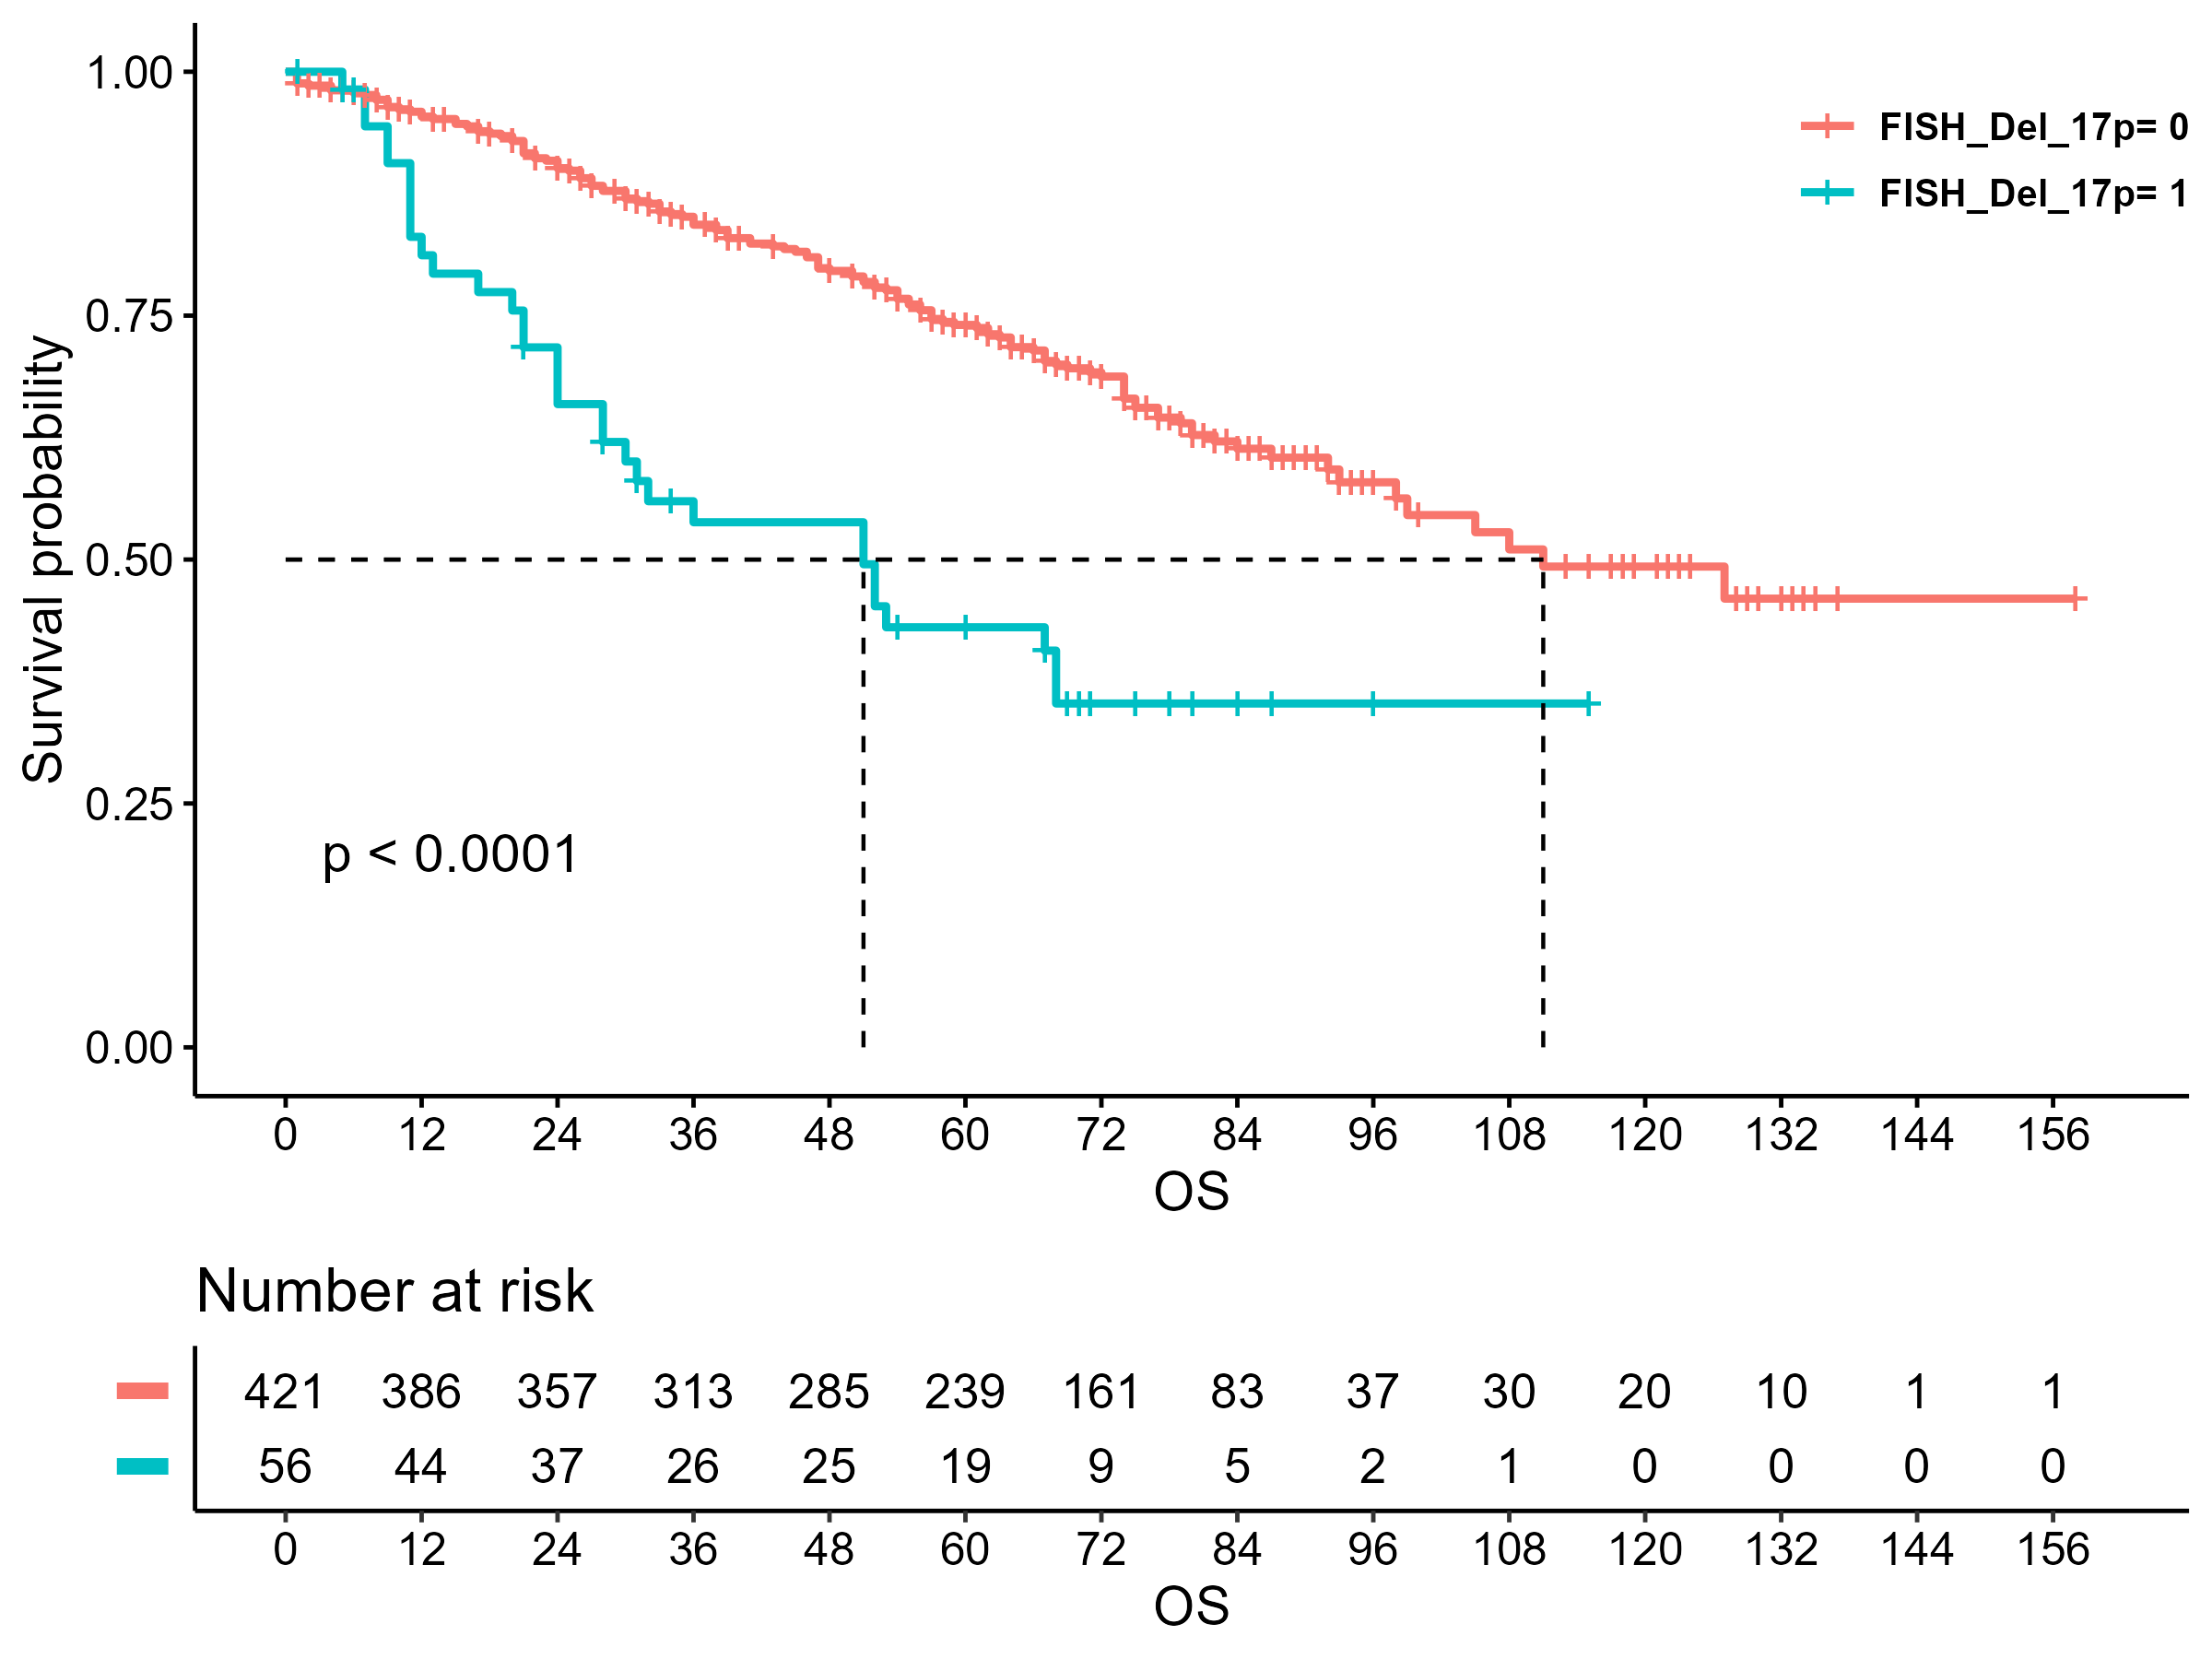 1.00
FISH_Del_17p= 0
FISH_Del_17p= 1
0.75
Survival probability
0.50
0.25
p < 0.0001
0.00
0 12 24 36 48 60 72 84 96 108 120 132 144 156
OS
Number at risk
421 386 357 313 285 239 161 83 37 30 20 10 1 1
56 44 37 26 25 19 9 5 2 1 0 0 0 0
0 12 24 36 48 60 72 84 96 108 120 132 144 156
OS